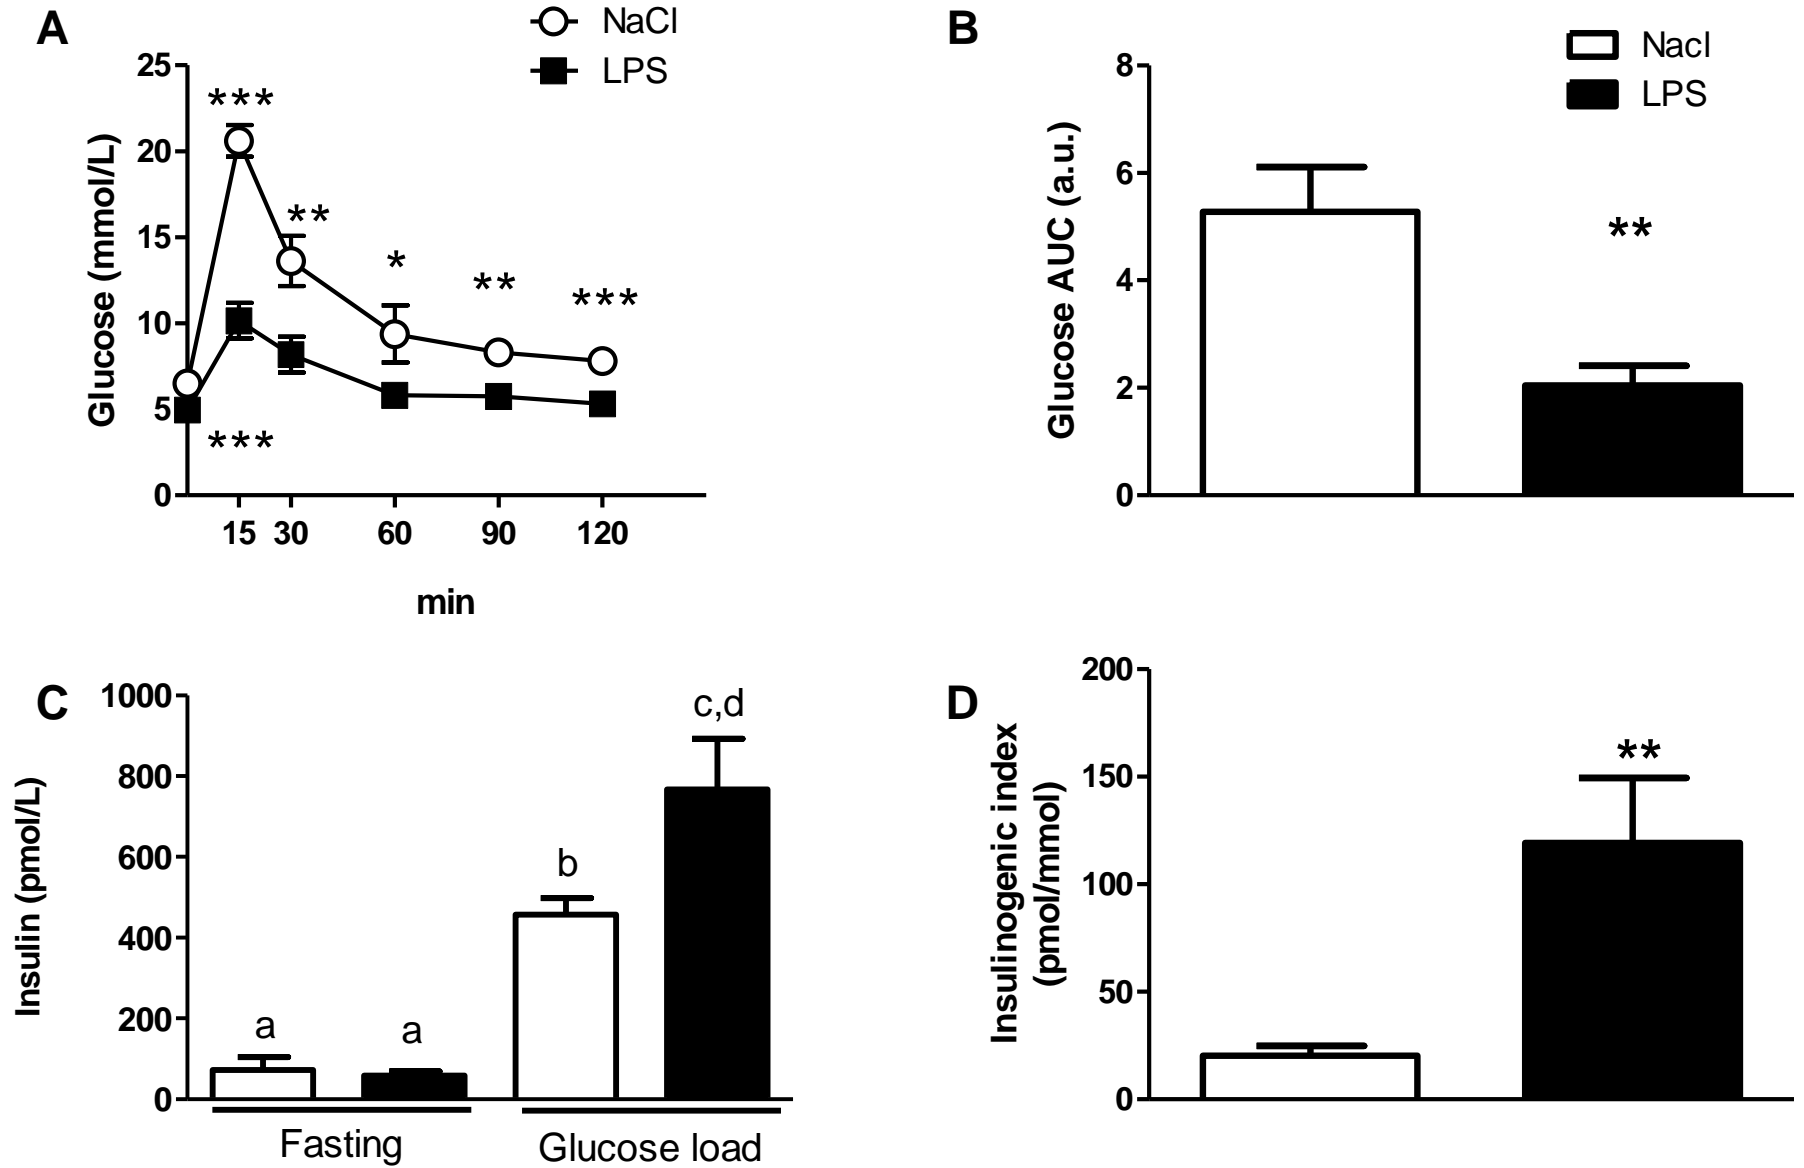 A
NaCl
LPS
Glucose (mmol/L)
25
20
15
10
5
0
***
**
*
**
***
***
15 30 60 90 120
min
B
Nacl
LPS
Glucose AUC (a.u.)
8
6
4
2
0
**
C
Insulin (pmol/L)
1000
800
600
400
200
0
a
a
b
c,d
Fasting
Glucose load
D
Insulinogenic index
(pmol/mmol)
200
150
100
50
0
**